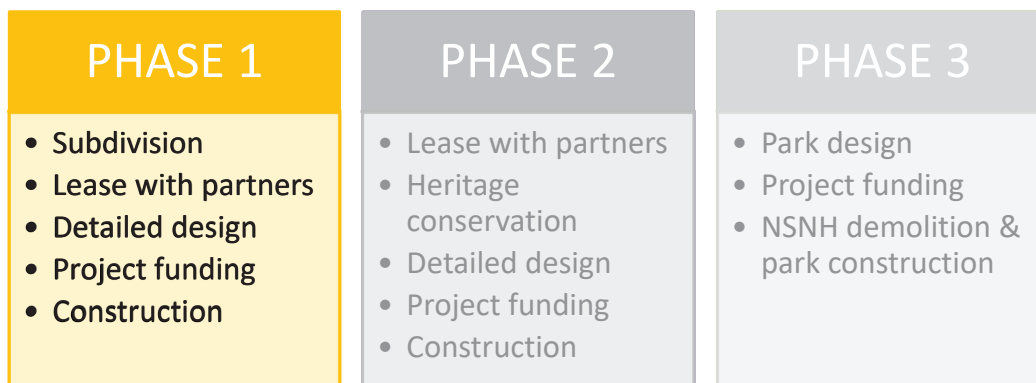 PHASE 1
• Subdivision
• Lease with partners
• Detailed design
• Project funding
• Construction
PHASE 2
• Lease with partners
• Heritage
conservation
• Detailed design
• Project funding
• Construction
PHASE 3
• Park design
• Project funding
• NSNH demolition &
park construction